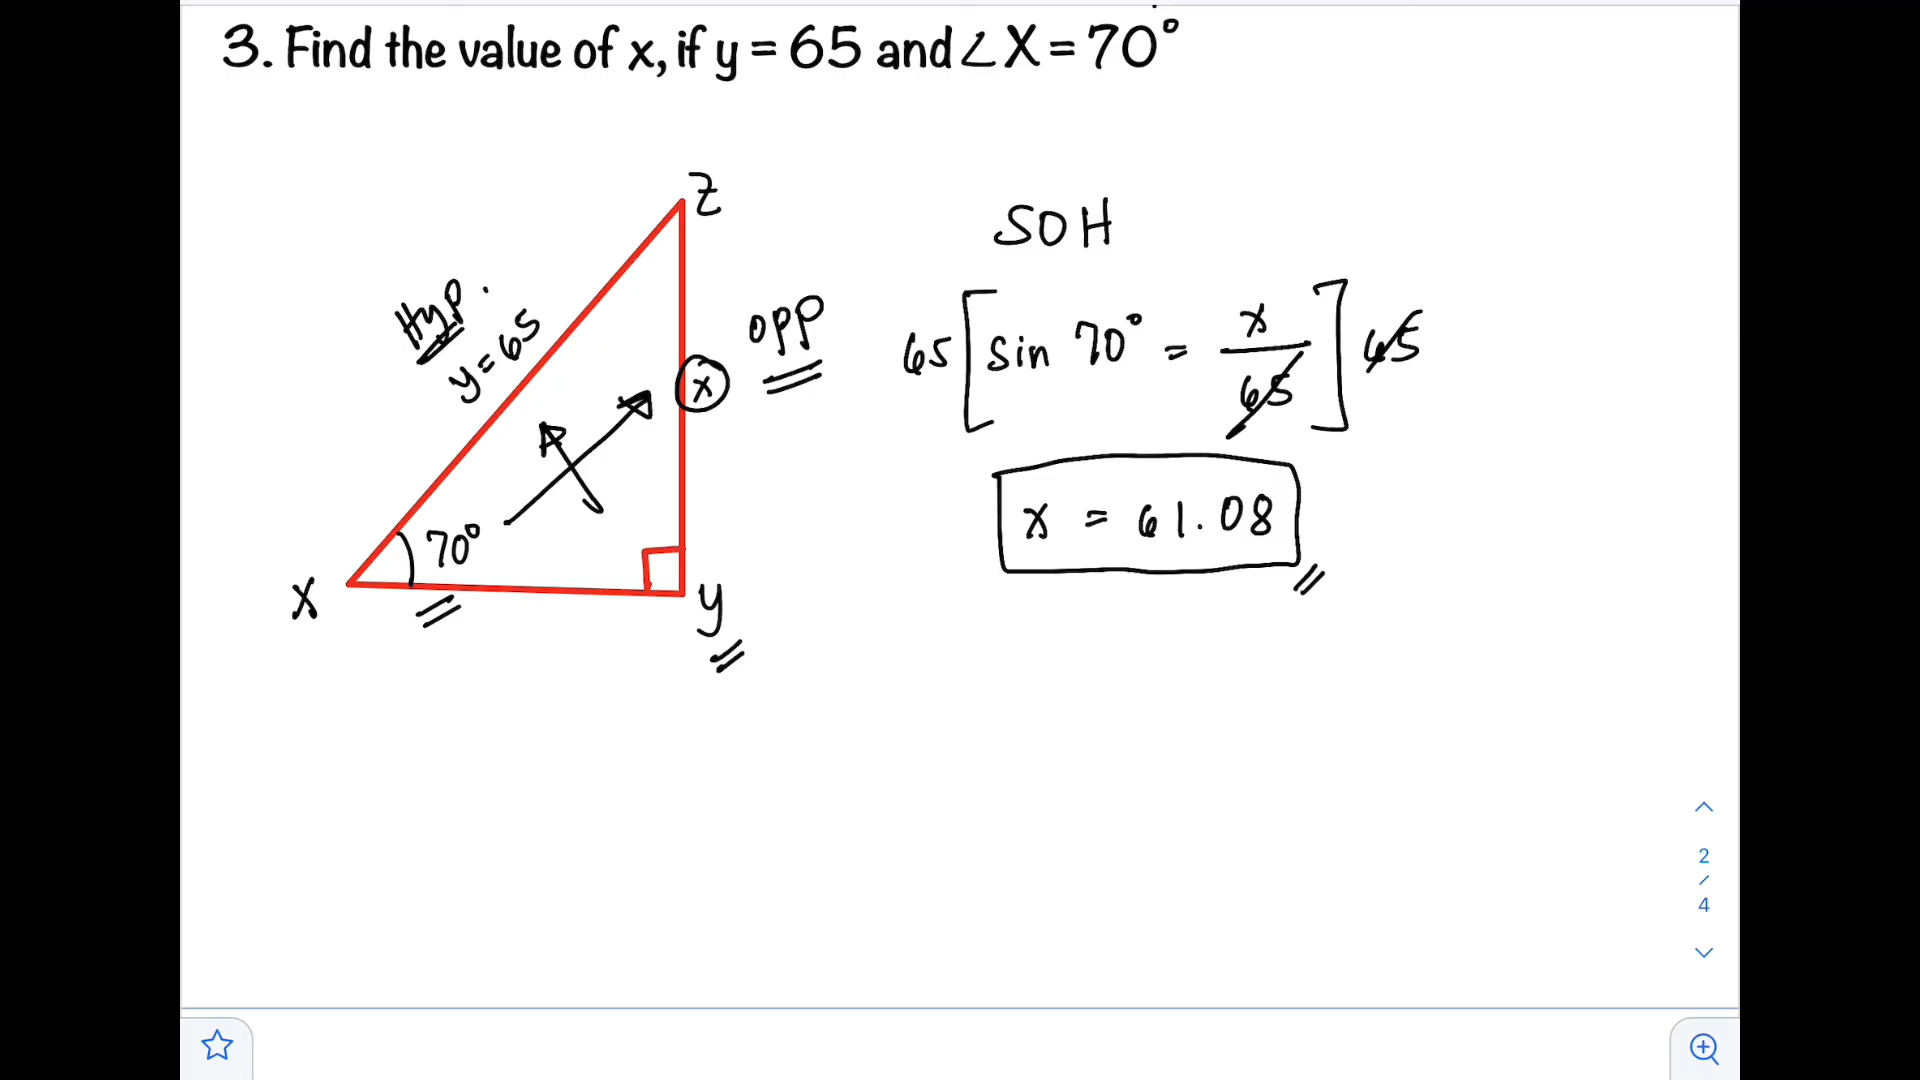 3. Find the value of x, if y = 65 and ∠X = 70°
Z
SOH
Hyp.
y = 65
opp
x
65 [ sin 70° = x/65 ] 65
70°
x = 61.08
X
y
2
/
4